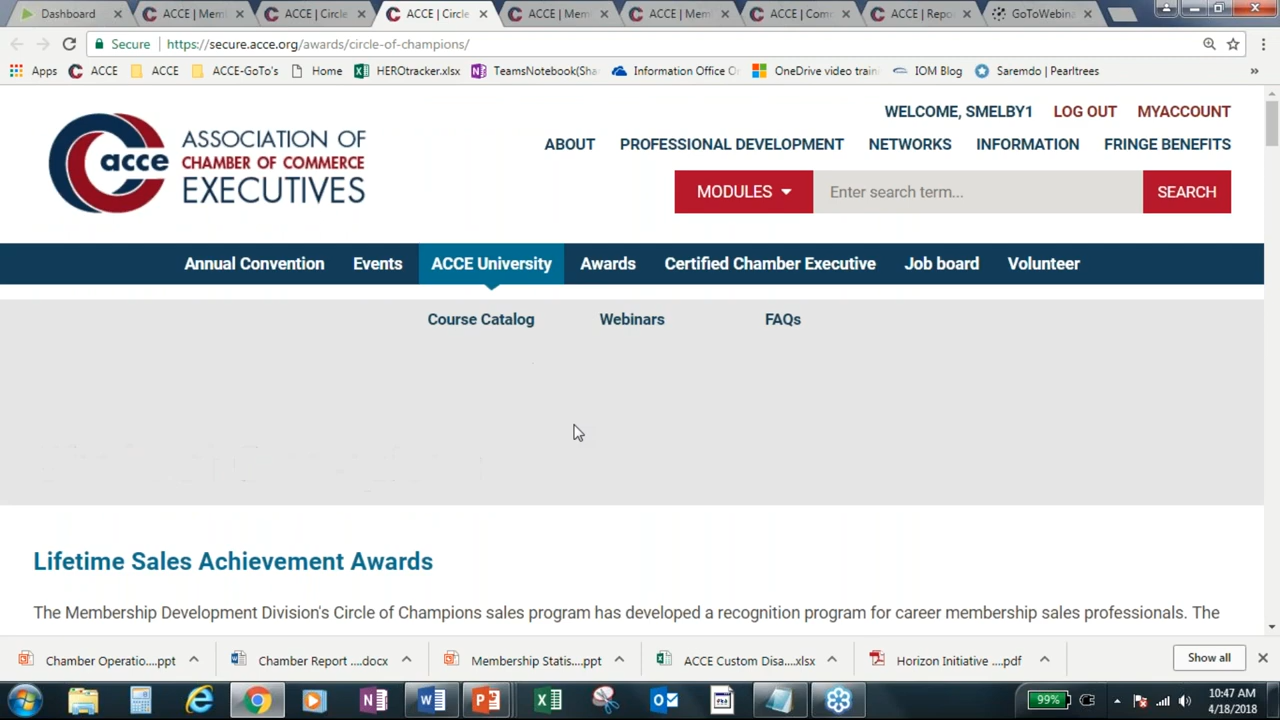 Dashboard
ACCE | Mem
ACCE | Circle
ACCE | Circle
ACCE | Mem
ACCE | Mem
ACCE | Com
ACCE | Repo
GoToWebina
Secure
https://secure.acce.org/awards/circle-of-champions/
Apps
ACCE
ACCE
ACCE-GoTo's
Home
HEROtracker.xlsx
TeamsNotebook(Sha
Information Office O
OneDrive video train
IOM Blog
Saremdo | Pearltrees
»
WELCOME, SMELBY1 LOG OUT MYACCOUNT
acce
ASSOCIATION OF
CHAMBER OF COMMERCE
EXECUTIVES
ABOUT PROFESSIONAL DEVELOPMENT NETWORKS INFORMATION FRINGE BENEFITS
MODULES Enter search term... SEARCH
Annual Convention Events ACCE University Awards Certified Chamber Executive Job board Volunteer
Course Catalog Webinars FAQs
Lifetime Sales Achievement Awards
The Membership Development Division's Circle of Champions sales program has developed a recognition program for career membership sales professionals. The
Chamber Operatio....ppt
Chamber Report ....docx
Membership Statis....ppt
ACCE Custom Disa....xlsx
Horizon Initiative ....pdf
Show all
99%
10:47 AM
4/18/2018